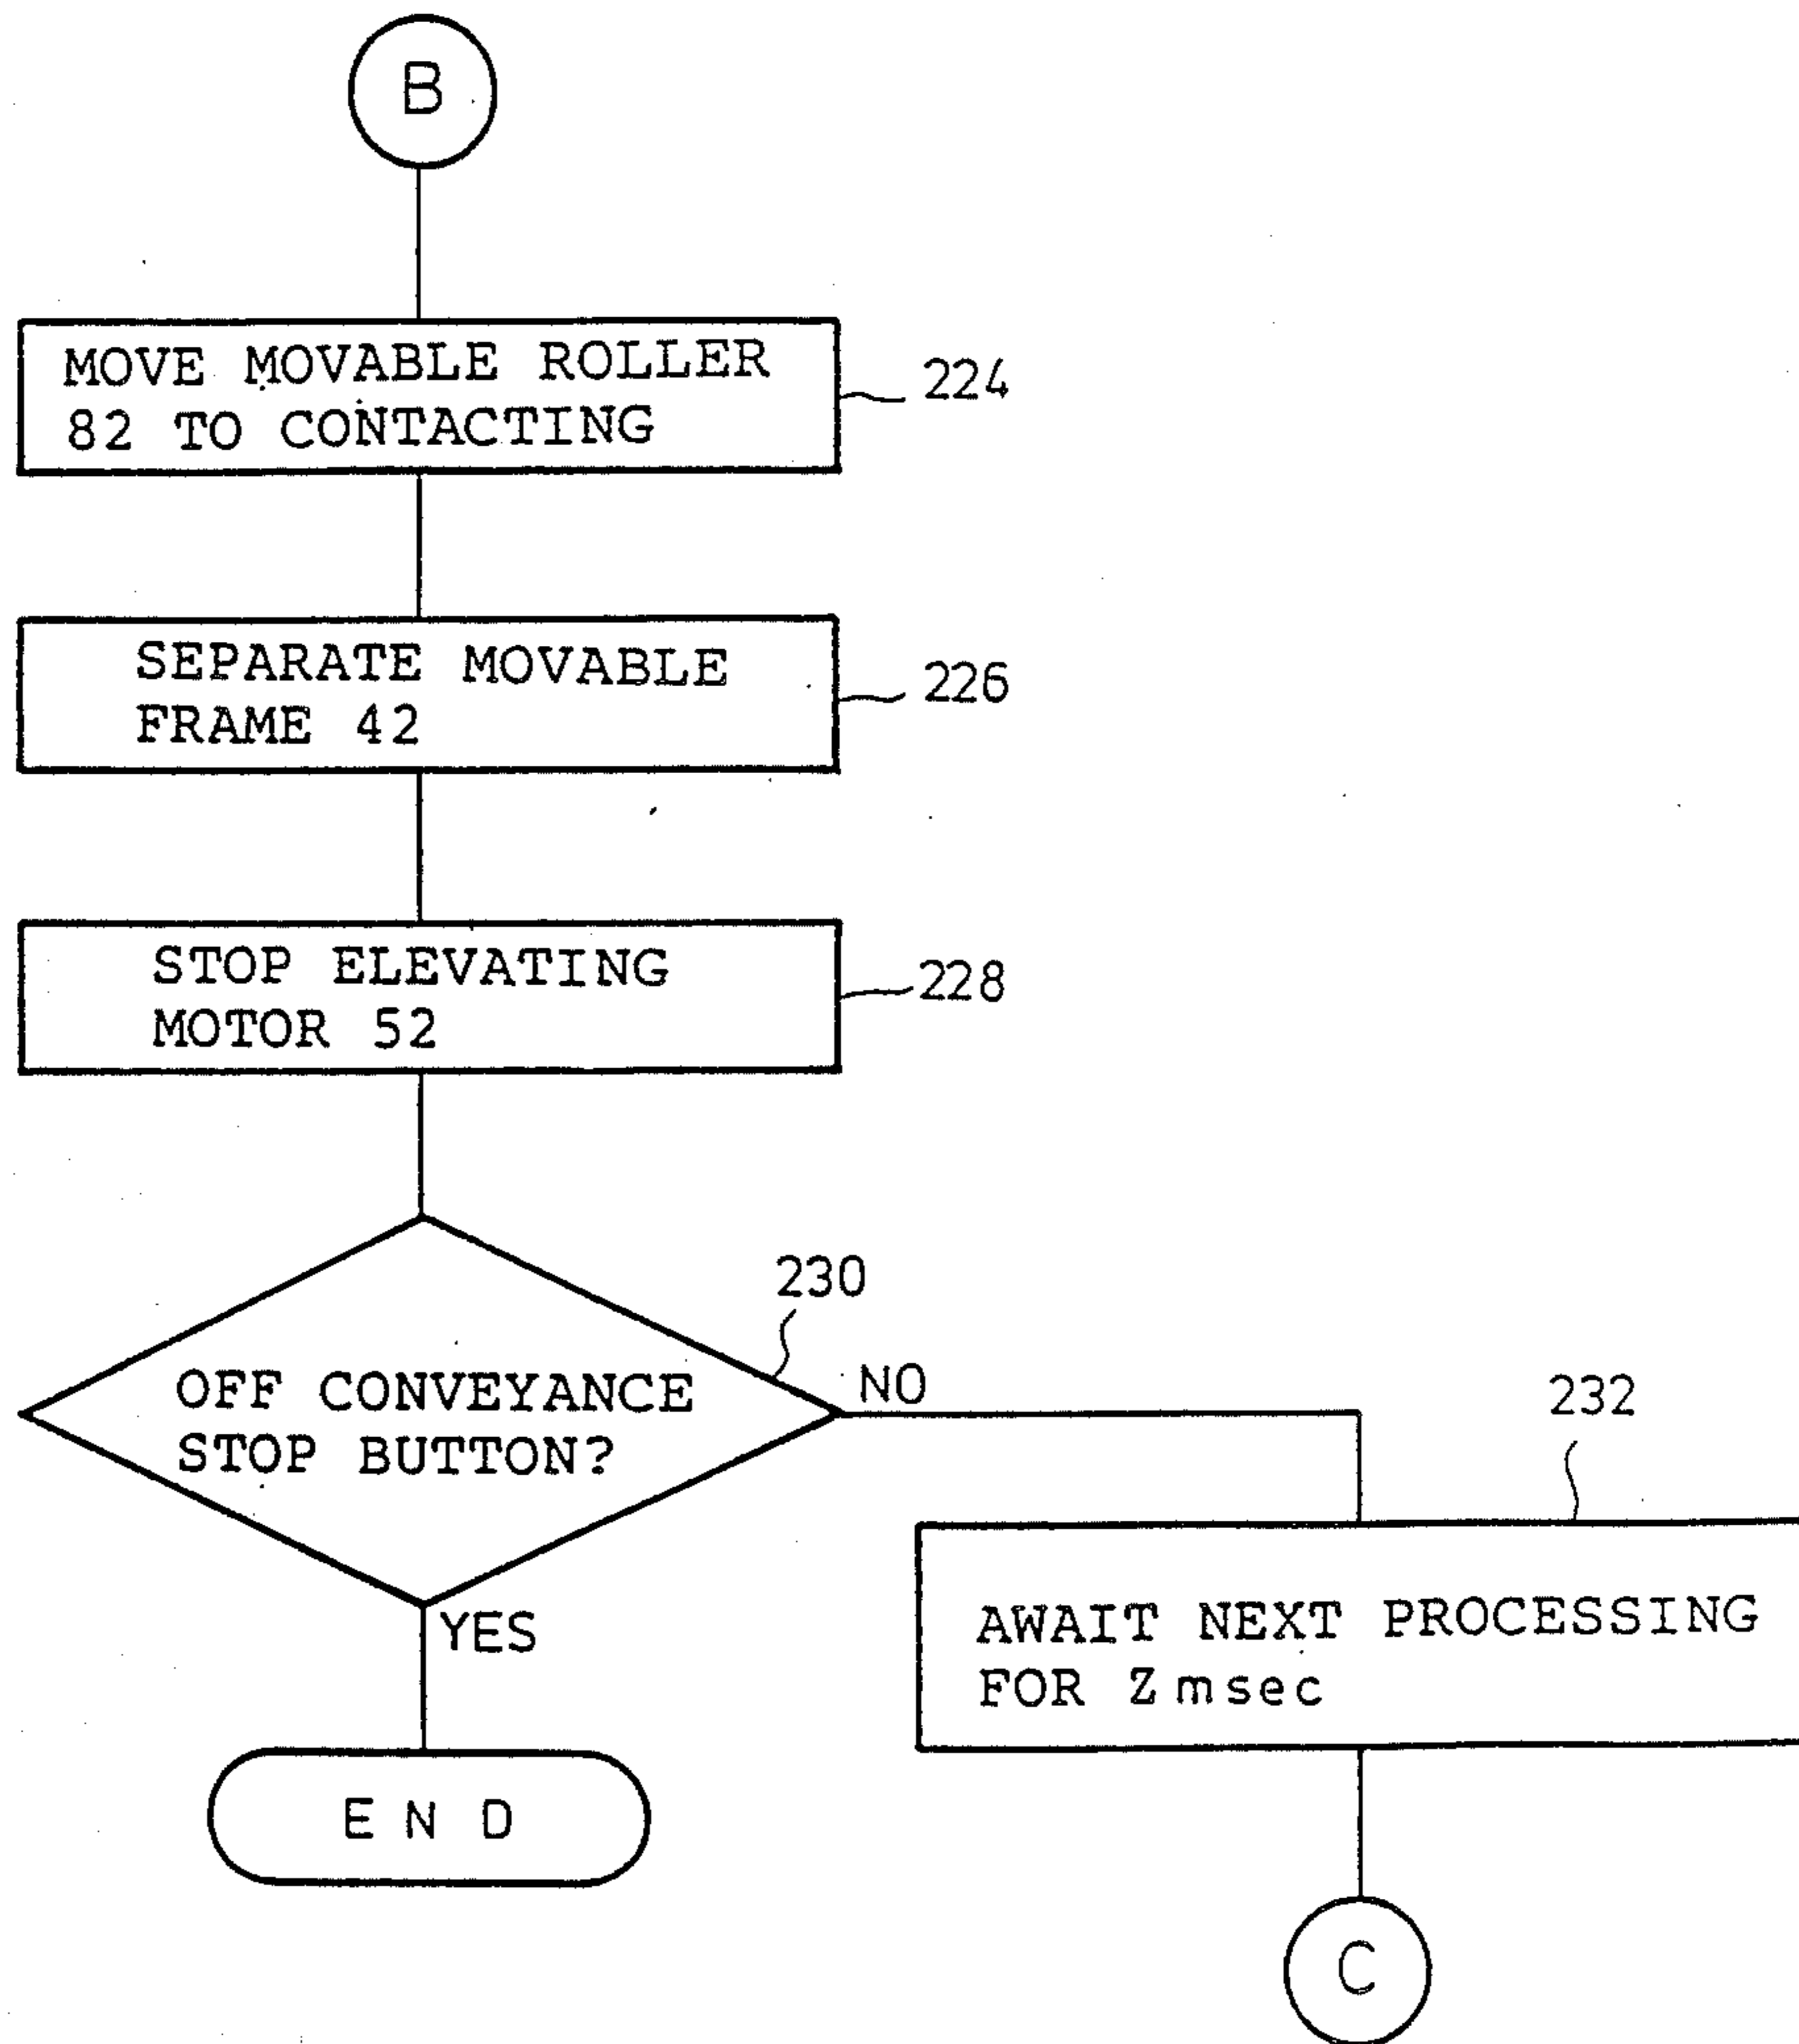 B
MOVE MOVABLE ROLLER
82 TO CONTACTING
224
SEPARATE MOVABLE
FRAME 42
226
STOP ELEVATING
MOTOR 52
228
230
OFF CONVEYANCE
STOP BUTTON?
NO
232
YES
AWAIT NEXT PROCESSING
FOR Z msec
END
C